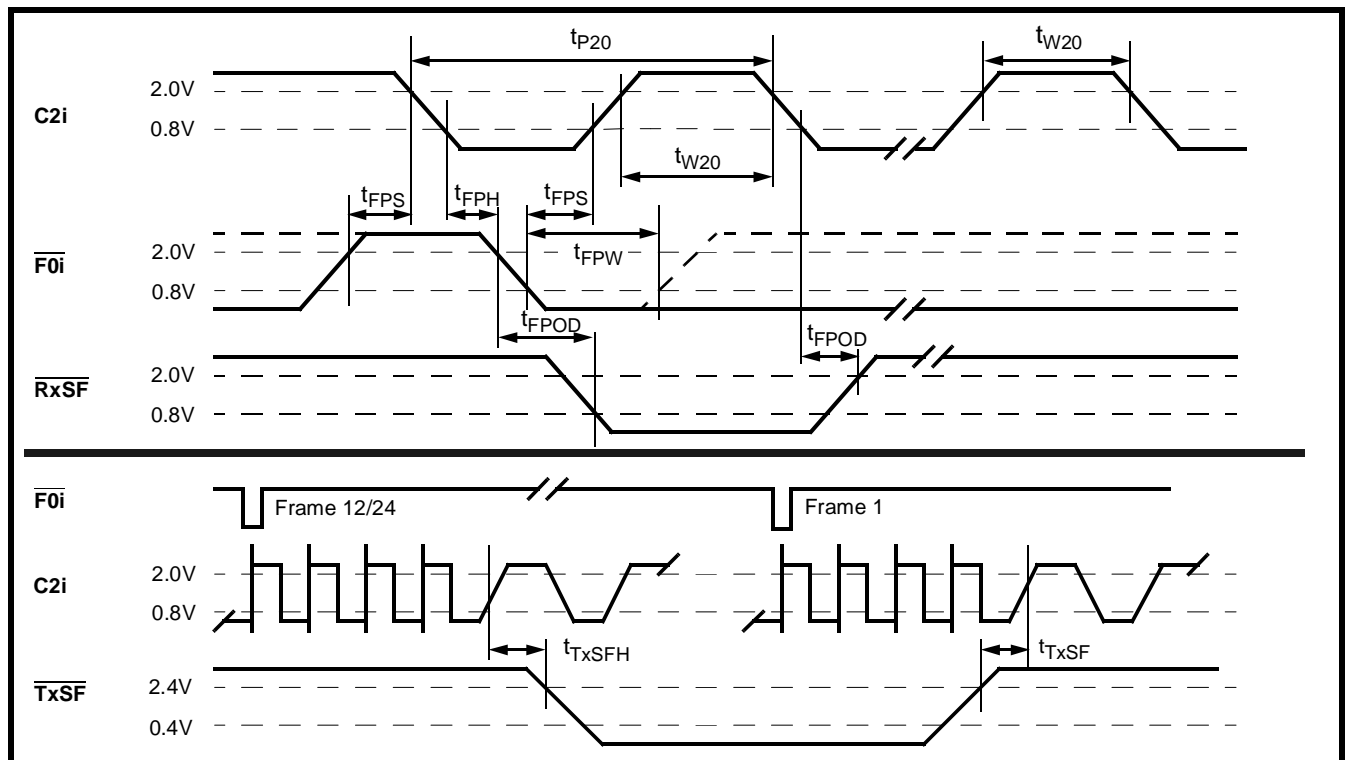 tP20
tW20
C2i
2.0V
0.8V
tW20
tFPS
tFPH
tFPS
F0i
2.0V
0.8V
tFPW
tFPOD
tFPOD
RxSF
2.0V
0.8V
F0i
Frame 12/24
Frame 1
C2i
2.0V
0.8V
tTxSFH
tTxSF
TxSF
2.4V
0.4V